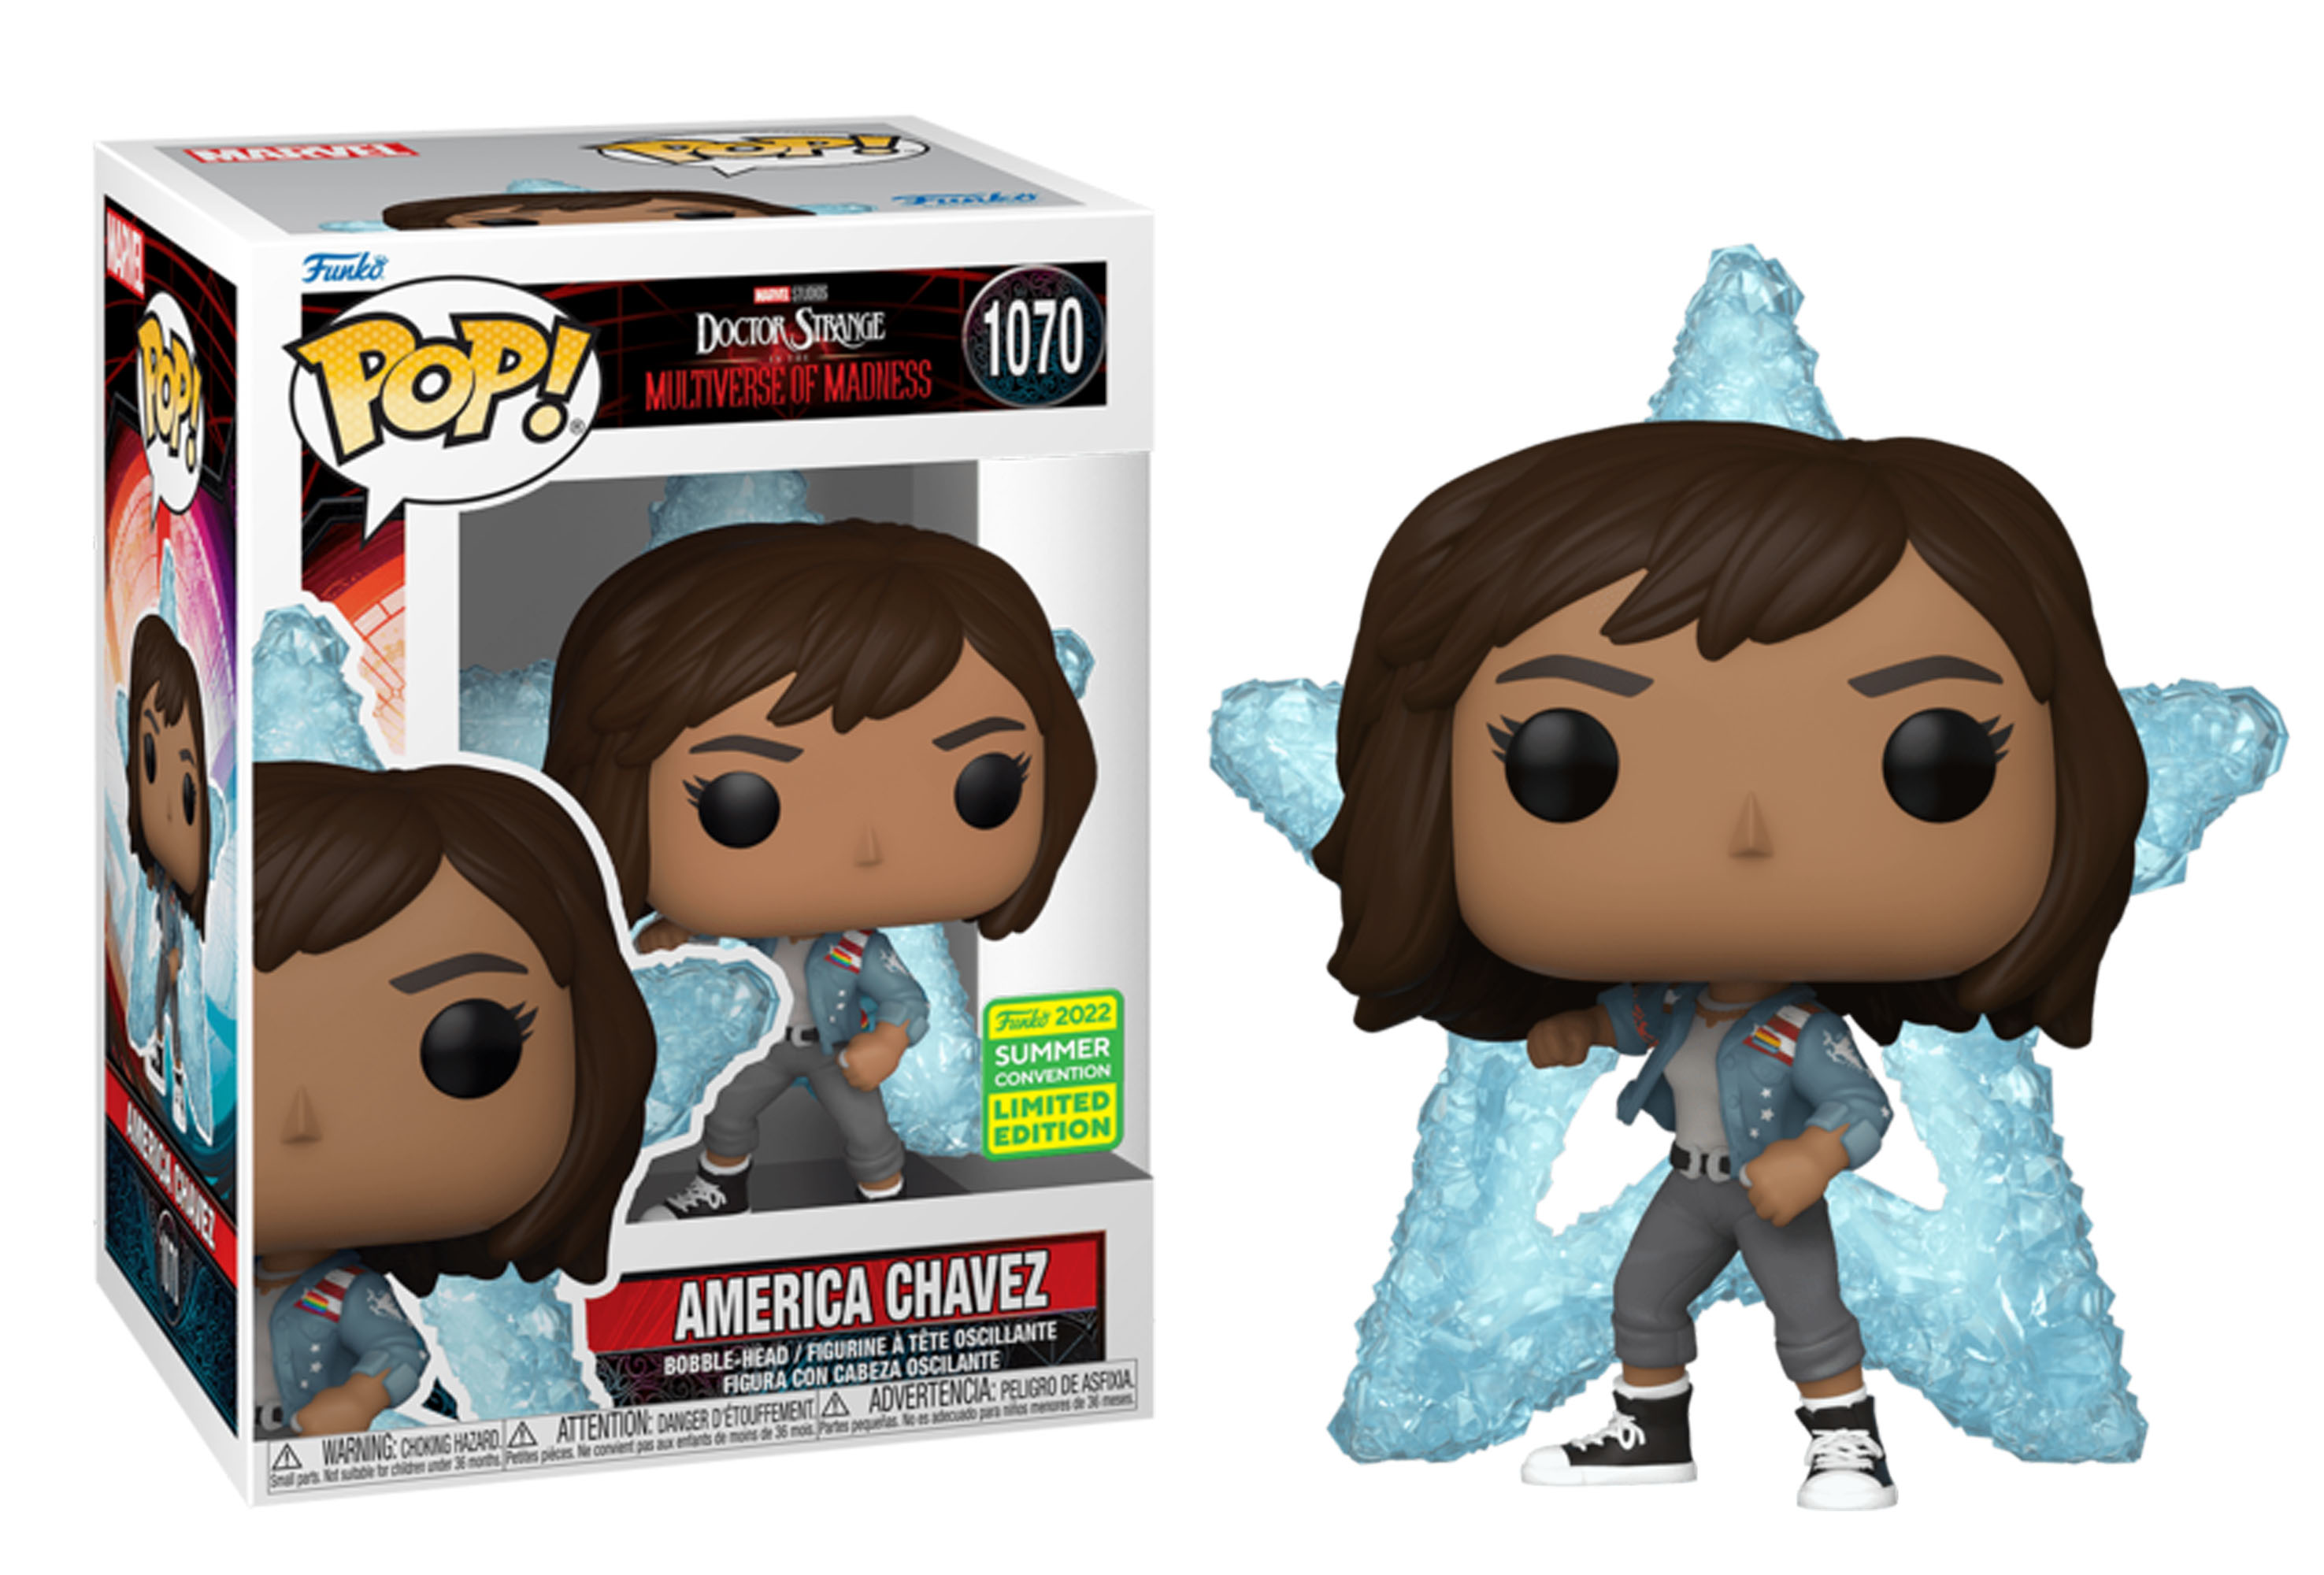 MARVEL
POP!
Funko
MARVEL
POP!
AMERICA CHAVEZ
1070
Funko
POP!®
MARVEL STUDIOS
DOCTOR STRANGE
IN THE
MULTIVERSE OF MADNESS
1070
Funko 2022
SUMMER
CONVENTION
LIMITED
EDITION
AMERICA CHAVEZ
BOBBLE-HEAD / FIGURINE À TÊTE OSCILLANTE
FIGURA CON CABEZA OSCILANTE
WARNING: CHOKING HAZARD.
Small parts. Not suitable for children under 36 months.
ATTENTION: DANGER D'ÉTOUFFEMENT.
Petites pièces. Ne convient pas aux enfants de moins de 36 mois.
ADVERTENCIA: PELIGRO DE ASFIXIA.
Partes pequeñas. No es adecuado para niños menores de 36 meses.